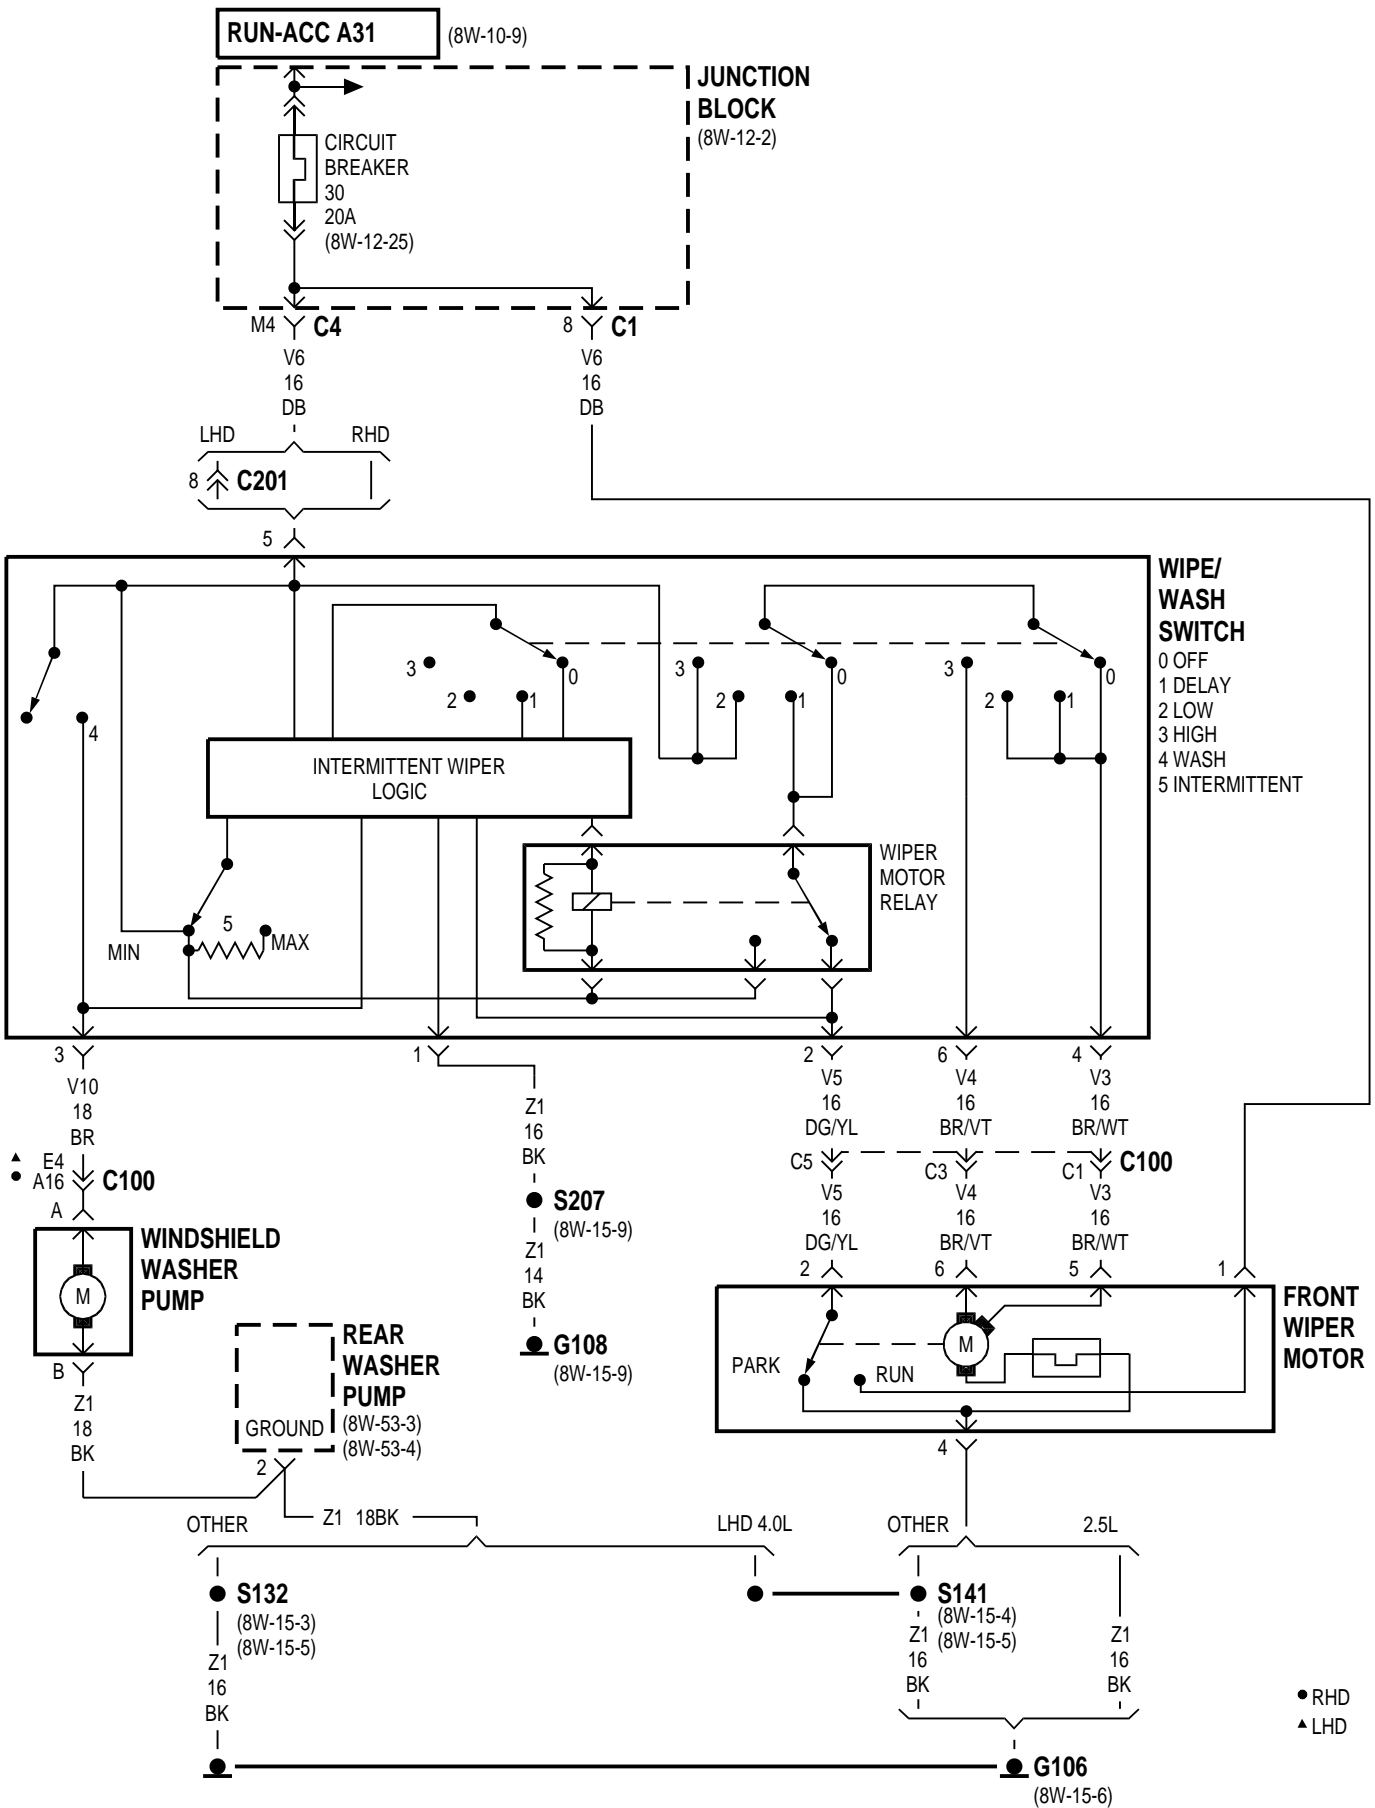 RUN-ACC A31
(8W-10-9)
JUNCTION
BLOCK
(8W-12-2)
CIRCUIT
BREAKER
30
20A
(8W-12-25)
M4
C4
8
C1
V6
16
DB
V6
16
DB
LHD
RHD
8
C201
5
WIPE/
WASH
SWITCH
0 OFF
1 DELAY
2 LOW
3 HIGH
4 WASH
5 INTERMITTENT
4
3
2
1
0
3
2
1
0
3
2
1
0
INTERMITTENT WIPER
LOGIC
WIPER
MOTOR
RELAY
5
MIN
MAX
3
1
2
6
4
V10
18
BR
Z1
16
BK
V5
16
DG/YL
V4
16
BR/VT
V3
16
BR/WT
E4
A16
C100
A
C5
C3
C1
C100
S207
(8W-15-9)
Z1
14
BK
V5
16
DG/YL
V4
16
BR/VT
V3
16
BR/WT
2
6
5
1
WINDSHIELD
WASHER
PUMP
M
B
G108
(8W-15-9)
FRONT
WIPER
MOTOR
M
PARK
RUN
4
REAR
WASHER
PUMP
(8W-53-3)
(8W-53-4)
GROUND
2
Z1
18
BK
Z1 18BK
OTHER
LHD 4.0L
OTHER
2.5L
S132
(8W-15-3)
(8W-15-5)
S141
(8W-15-4)
(8W-15-5)
Z1
16
BK
Z1
16
BK
Z1
16
BK
RHD
LHD
G106
(8W-15-6)